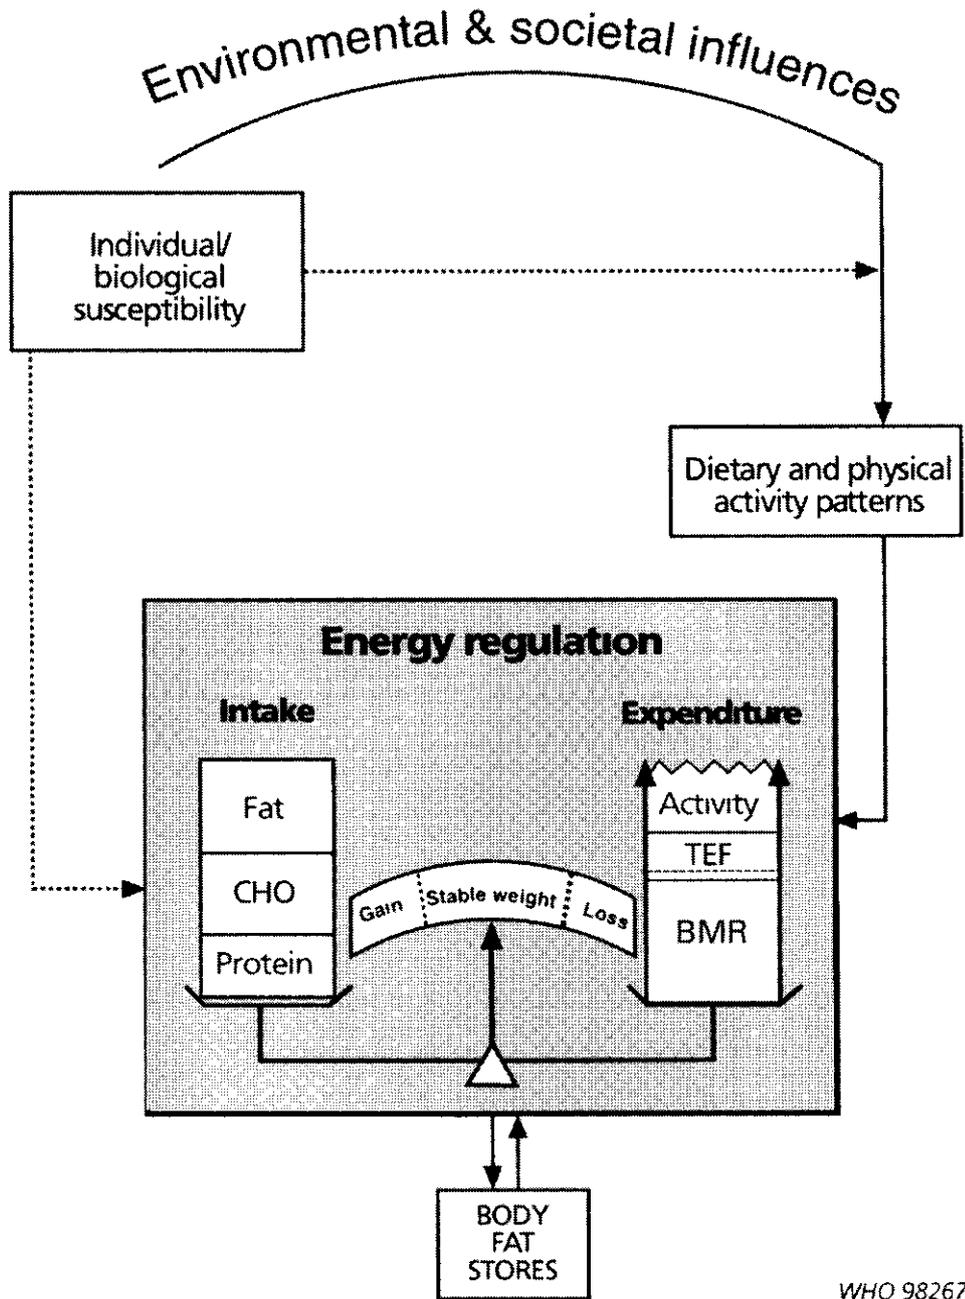 Environmental & societal influences
Individual/
biological
susceptibility
Dietary and physical
activity patterns
Energy regulation
Intake
Expenditure
Fat
CHO
Protein
Gain
Stable weight
Loss
Activity
TEF
BMR
BODY
FAT
STORES
WHO 98267